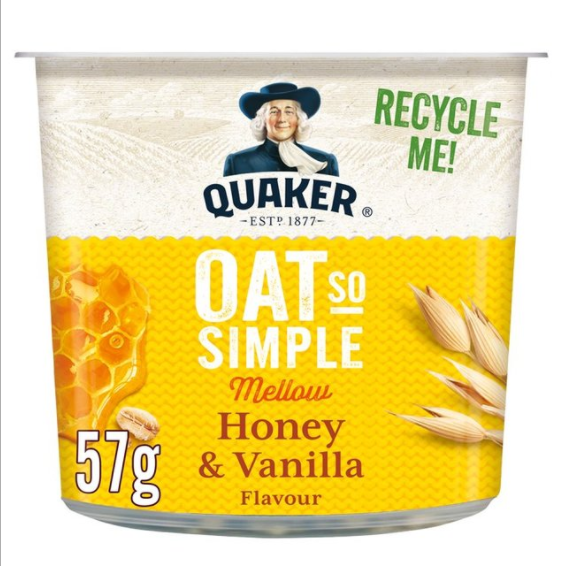 RECYCLE
ME!
QUAKER ®
-ESTD 1877-
OAT SO
SIMPLE
Mellow
Honey
& Vanilla
Flavour
57g